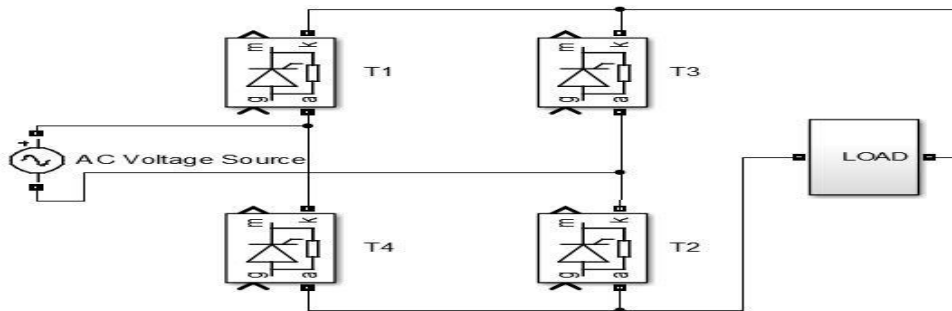 m k
T1
g a
m k
T3
g a
+
AC Voltage Source
LOAD
m k
T4
g a
m k
T2
g a